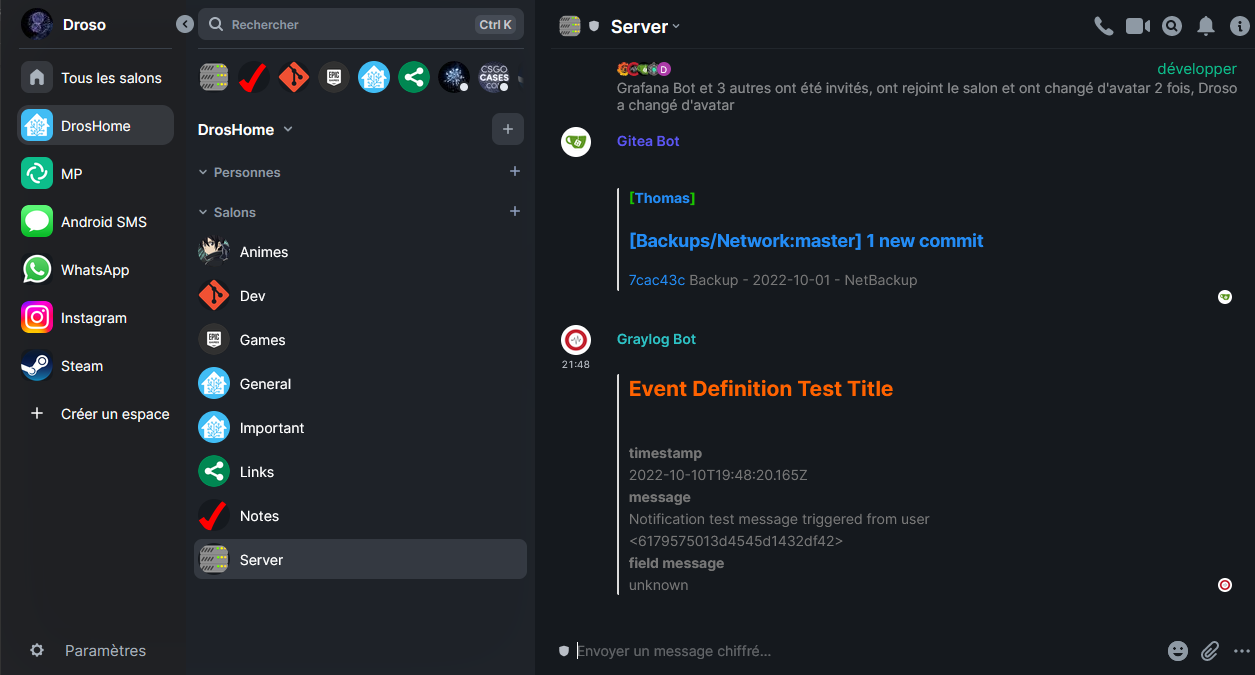 Droso
Tous les salons
DrosHome
MP
Android SMS
WhatsApp
Instagram
Steam
Créer un espace
Paramètres
Rechercher
Ctrl K
EPIC
GAMES
CSGO
CASES
.COM
DrosHome
Personnes
Salons
Animes
Dev
EPIC
GAMES
Games
General
Important
Links
Notes
Server
Server
D
développer
Grafana Bot et 3 autres ont été invités, ont rejoint le salon et ont changé d'avatar 2 fois, Droso
a changé d'avatar
Gitea Bot
[Thomas]
[Backups/Network:master] 1 new commit
7cac43c Backup - 2022-10-01 - NetBackup
Graylog Bot
21:48
Event Definition Test Title
timestamp
2022-10-10T19:48:20.165Z
message
Notification test message triggered from user
<6179575013d4545d1432df42>
field message
unknown
Envoyer un message chiffré…